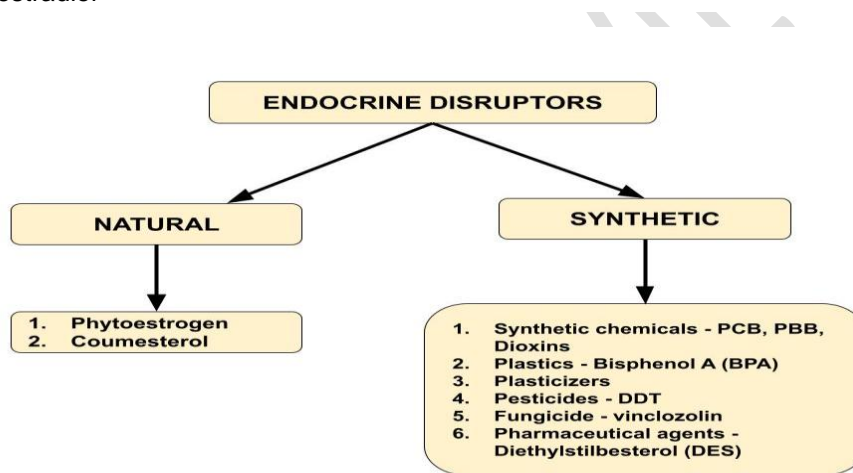 ENDOCRINE DISRUPTORS
NATURAL
SYNTHETIC
1. Phytoestrogen
2. Coumesterol
1. Synthetic chemicals - PCB, PBB,
Dioxins
2. Plastics - Bisphenol A (BPA)
3. Plasticizers
4. Pesticides - DDT
5. Fungicide - vinclozolin
6. Pharmaceutical agents -
Diethylstilbesterol (DES)